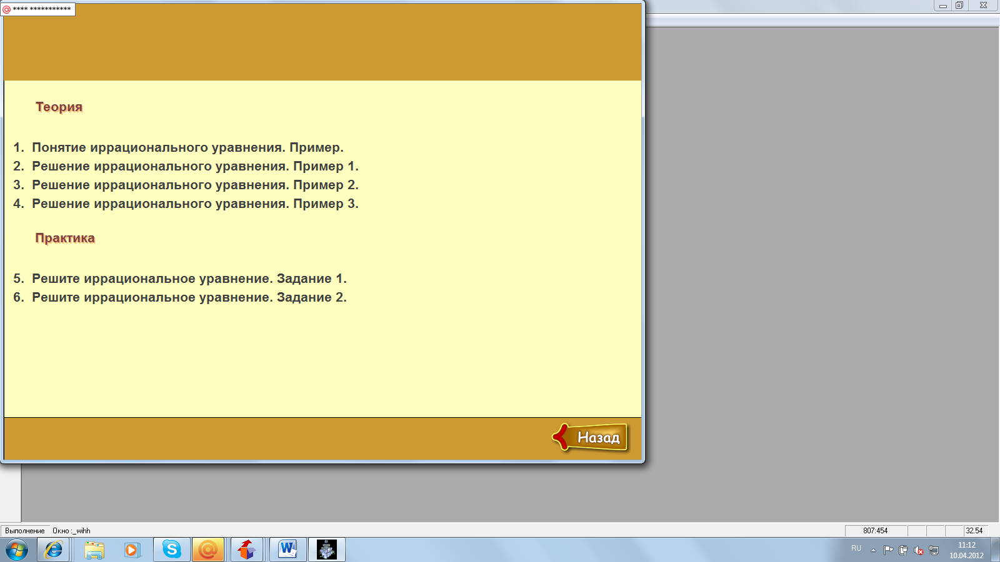 **** ***********
Теория
1. Понятие иррационального уравнения. Пример.
2. Решение иррационального уравнения. Пример 1.
3. Решение иррационального уравнения. Пример 2.
4. Решение иррационального уравнения. Пример 3.
Практика
5. Решите иррациональное уравнение. Задание 1.
6. Решите иррациональное уравнение. Задание 2.
Назад
Выполнение Окно :_wihh 807:454 32.54
RU 11:12
10.04.2012